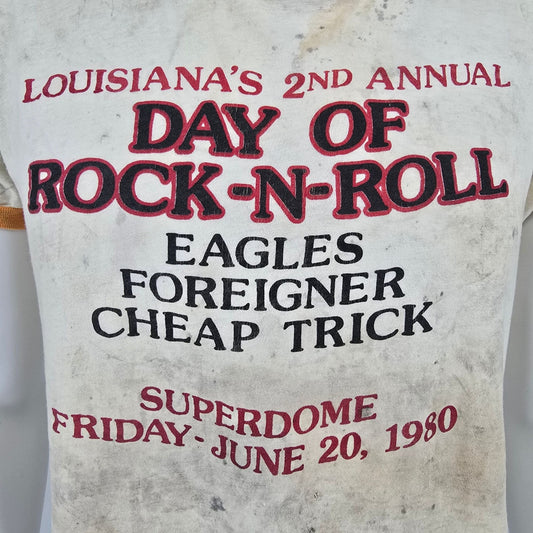 LOUISIANA'S 2ND ANNUAL
DAY OF
ROCK-N-ROLL
EAGLES
FOREIGNER
CHEAP TRICK
SUPERDOME
FRIDAY-JUNE 20, 1980